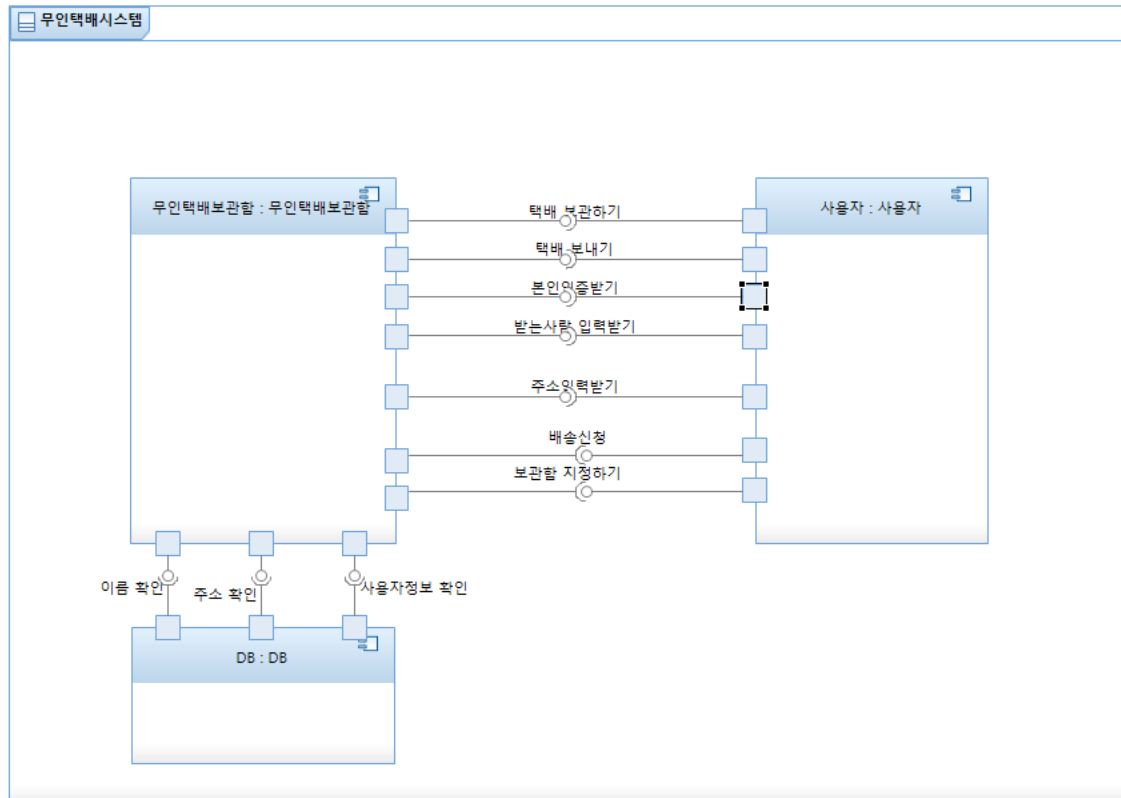 무인택배시스템
무인택배보관함 : 무인택배보관함
사용자 : 사용자
택배 보관하기
택배 보내기
본인인증받기
받는사람 입력받기
주소입력받기
배송신청
보관함 지정하기
이름 확인
주소 확인
사용자정보 확인
DB : DB